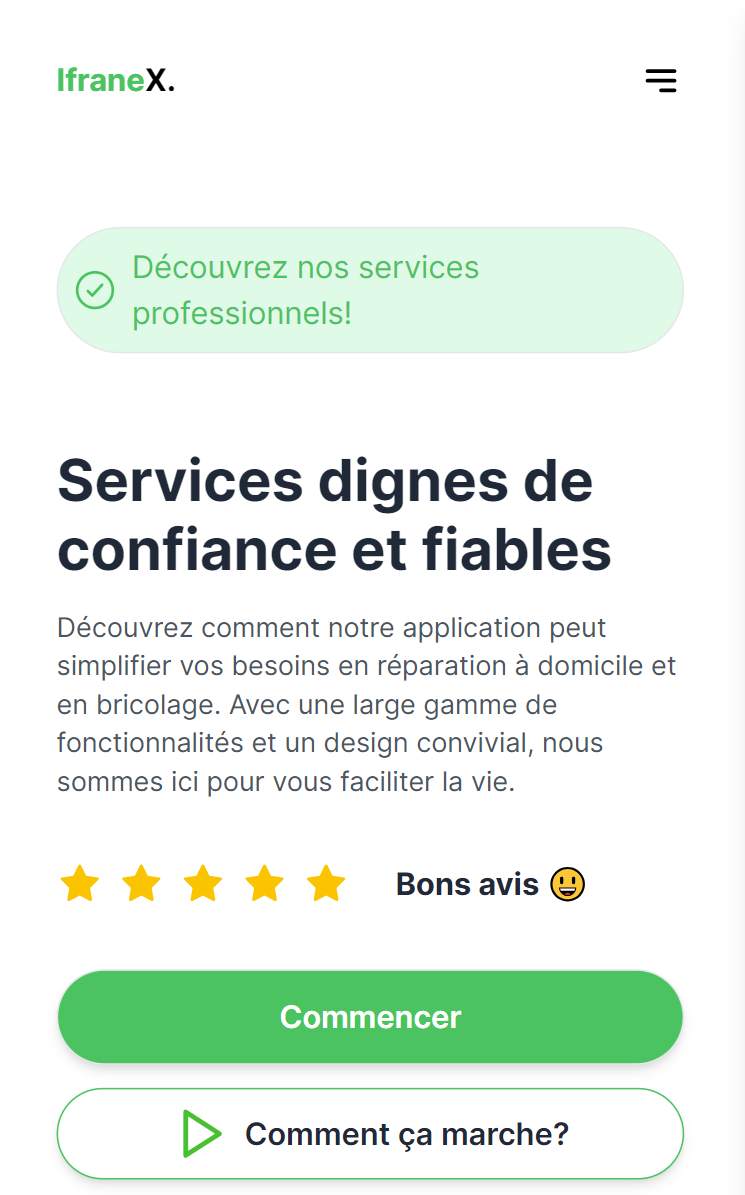 IfraneX.
Découvrez nos services
professionnels!
Services dignes de
confiance et fiables
Découvrez comment notre application peut
simplifier vos besoins en réparation à domicile et
en bricolage. Avec une large gamme de
fonctionnalités et un design convivial, nous
sommes ici pour vous faciliter la vie.
Bons avis 😃
Commencer
Comment ça marche?